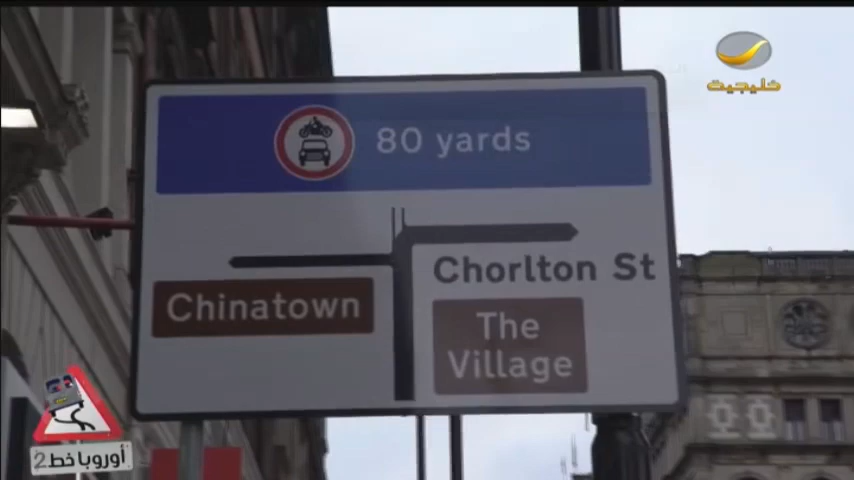 خليجية
80 yards
Chorlton St
Chinatown
The
Village
أوروبا خط 2